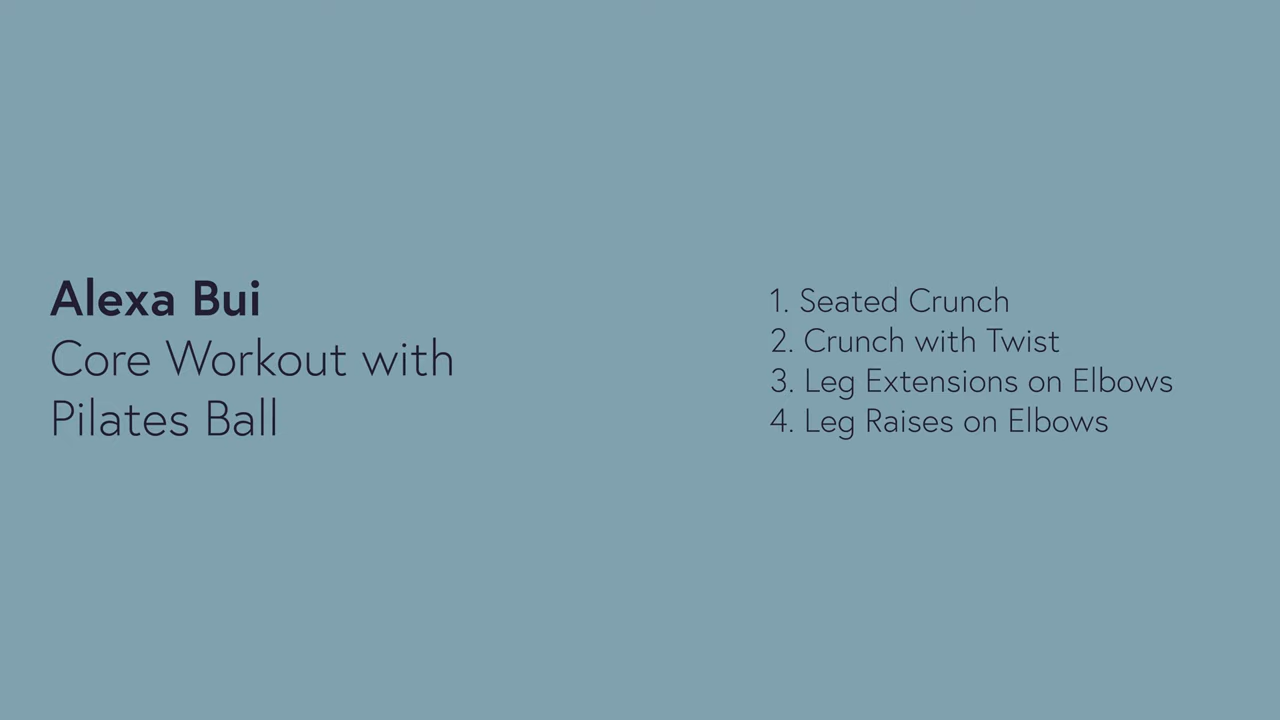 Alexa Bui
Core Workout with
Pilates Ball
1. Seated Crunch
2. Crunch with Twist
3. Leg Extensions on Elbows
4. Leg Raises on Elbows